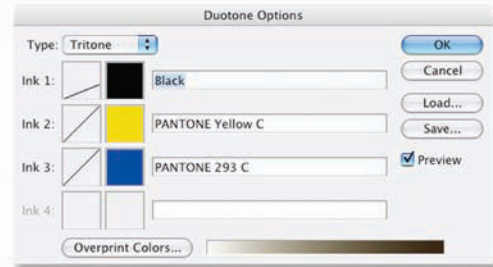 Duotone Options
Type: Tritone
OK
Ink 1: Black
Cancel
Load...
Ink 2: PANTONE Yellow C
Save...
Ink 3: PANTONE 293 C
Preview
Ink 4:
Overprint Colors...